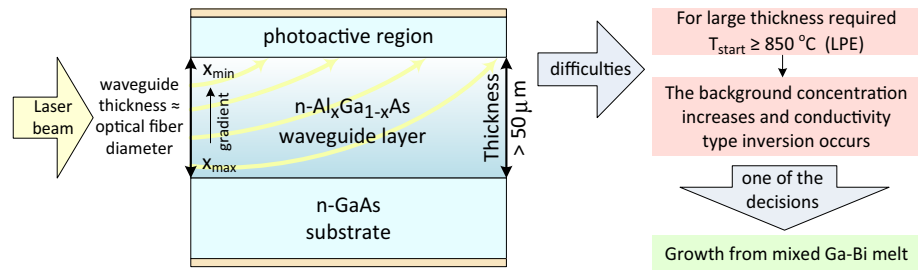 Laser
beam
waveguide
thickness ≈
optical fiber
diameter
photoactive region
x_min
gradient
x_max
n-Al_xGa_1-xAs
waveguide layer
Thickness
> 50 μm
n-GaAs
substrate
difficulties
For large thickness required
T_start ≥ 850 °C (LPE)
The background concentration
increases and conductivity
type inversion occurs
one of the
decisions
Growth from mixed Ga-Bi melt